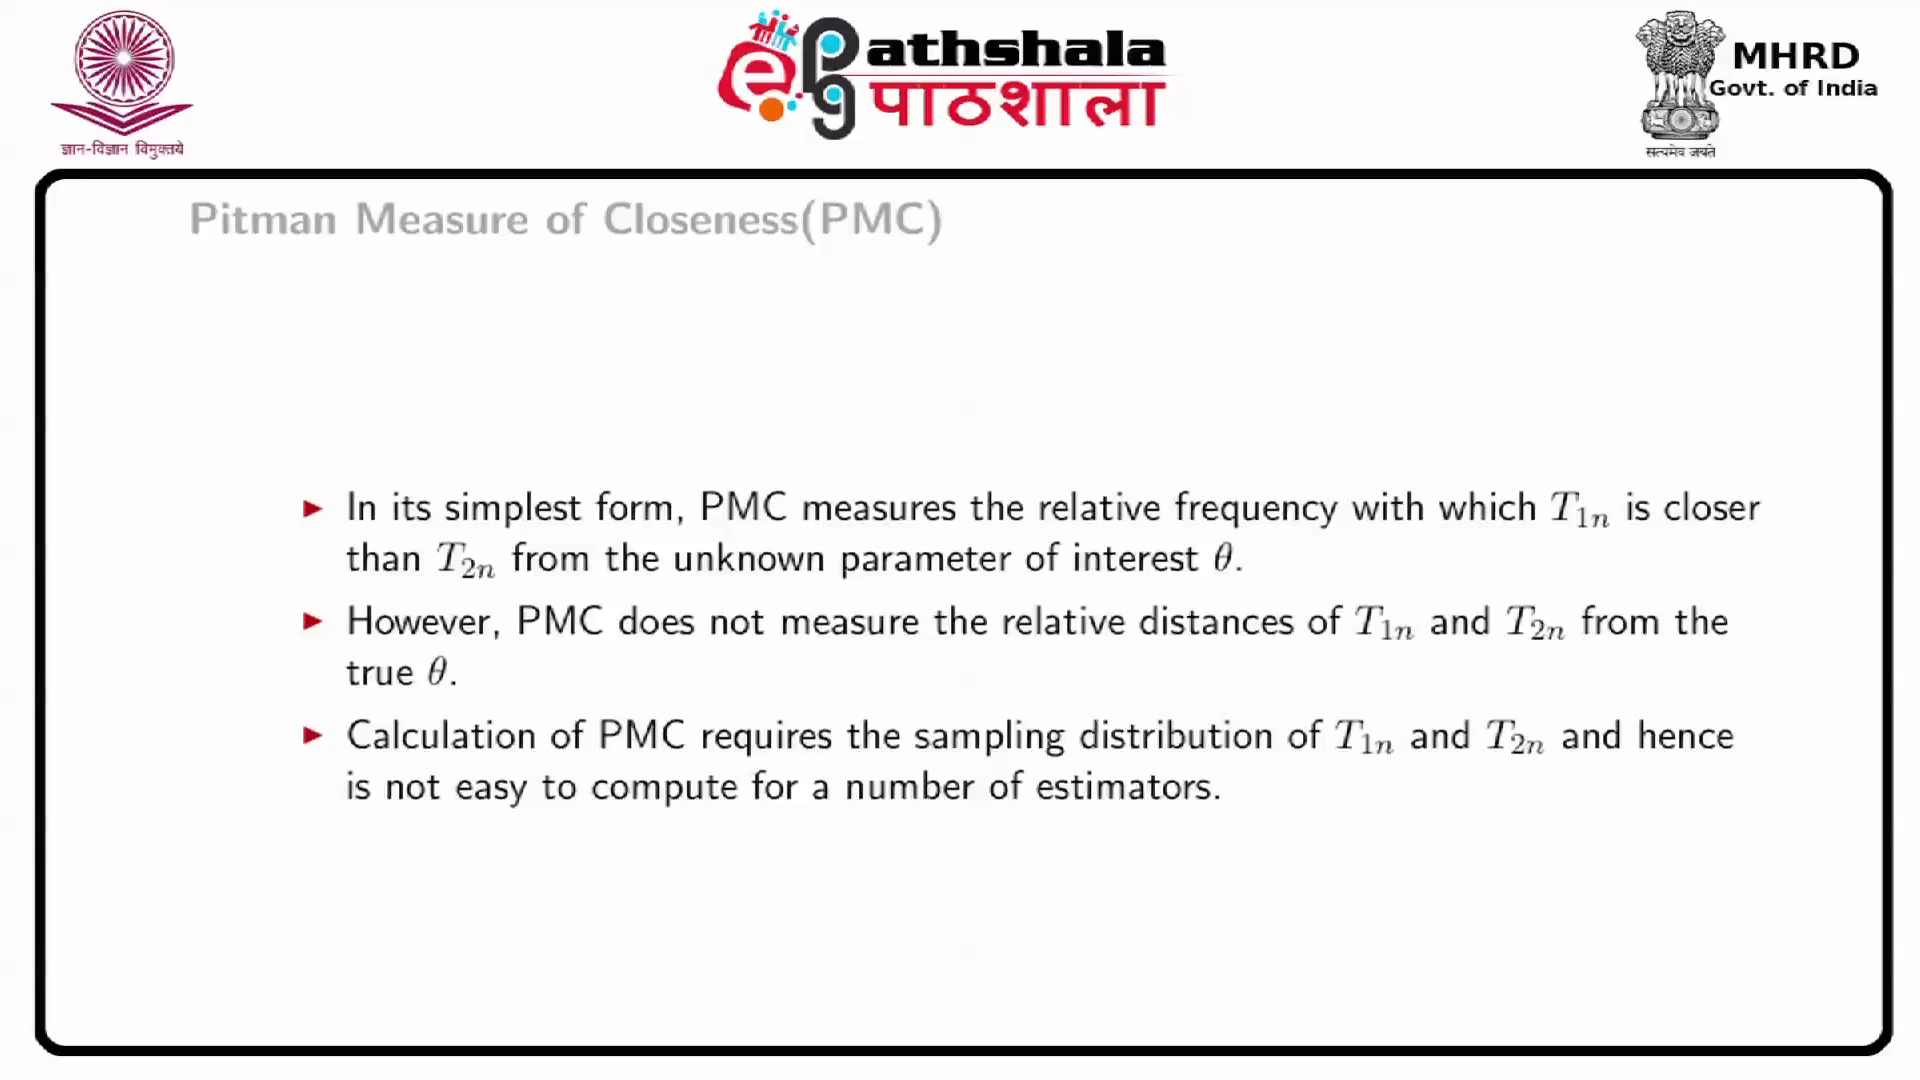 ज्ञान-विज्ञान विमुक्तये
ePG Pathshala
पाठशाला
MHRD
Govt. of India
सत्यमेव जयते
Pitman Measure of Closeness(PMC)
▶ In its simplest form, PMC measures the relative frequency with which T₁ₙ is closer
than T₂ₙ from the unknown parameter of interest θ.
▶ However, PMC does not measure the relative distances of T₁ₙ and T₂ₙ from the
true θ.
▶ Calculation of PMC requires the sampling distribution of T₁ₙ and T₂ₙ and hence
is not easy to compute for a number of estimators.